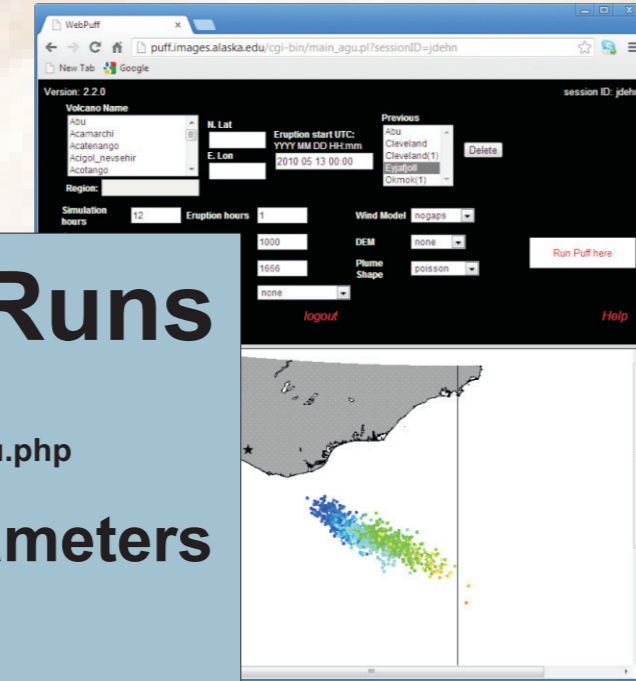 WebPuff
puff.images.alaska.edu/cgi-bin/main_agu.pl?sessionID=jdehn
New Tab Google
Version: 2.2.0
session ID: jdehn
Volcano Name
Abu
Acamarchi
Acatenango
Acigol_nevsehir
Acotango
N. Lat
E. Lon
Eruption start UTC:
YYYY MM DD HH:mm
2010 05 13 00:00
Previous
Abu
Cleveland
Cleveland(1)
Eyjafjoll
Okmok(1)
Delete
Region:
Simulation hours 12
Eruption hours 1
Wind Model nogaps
1000
DEM none
1666
Plume Shape poisson
none
Run Puff here
logout
Help
Runs
.php
meters